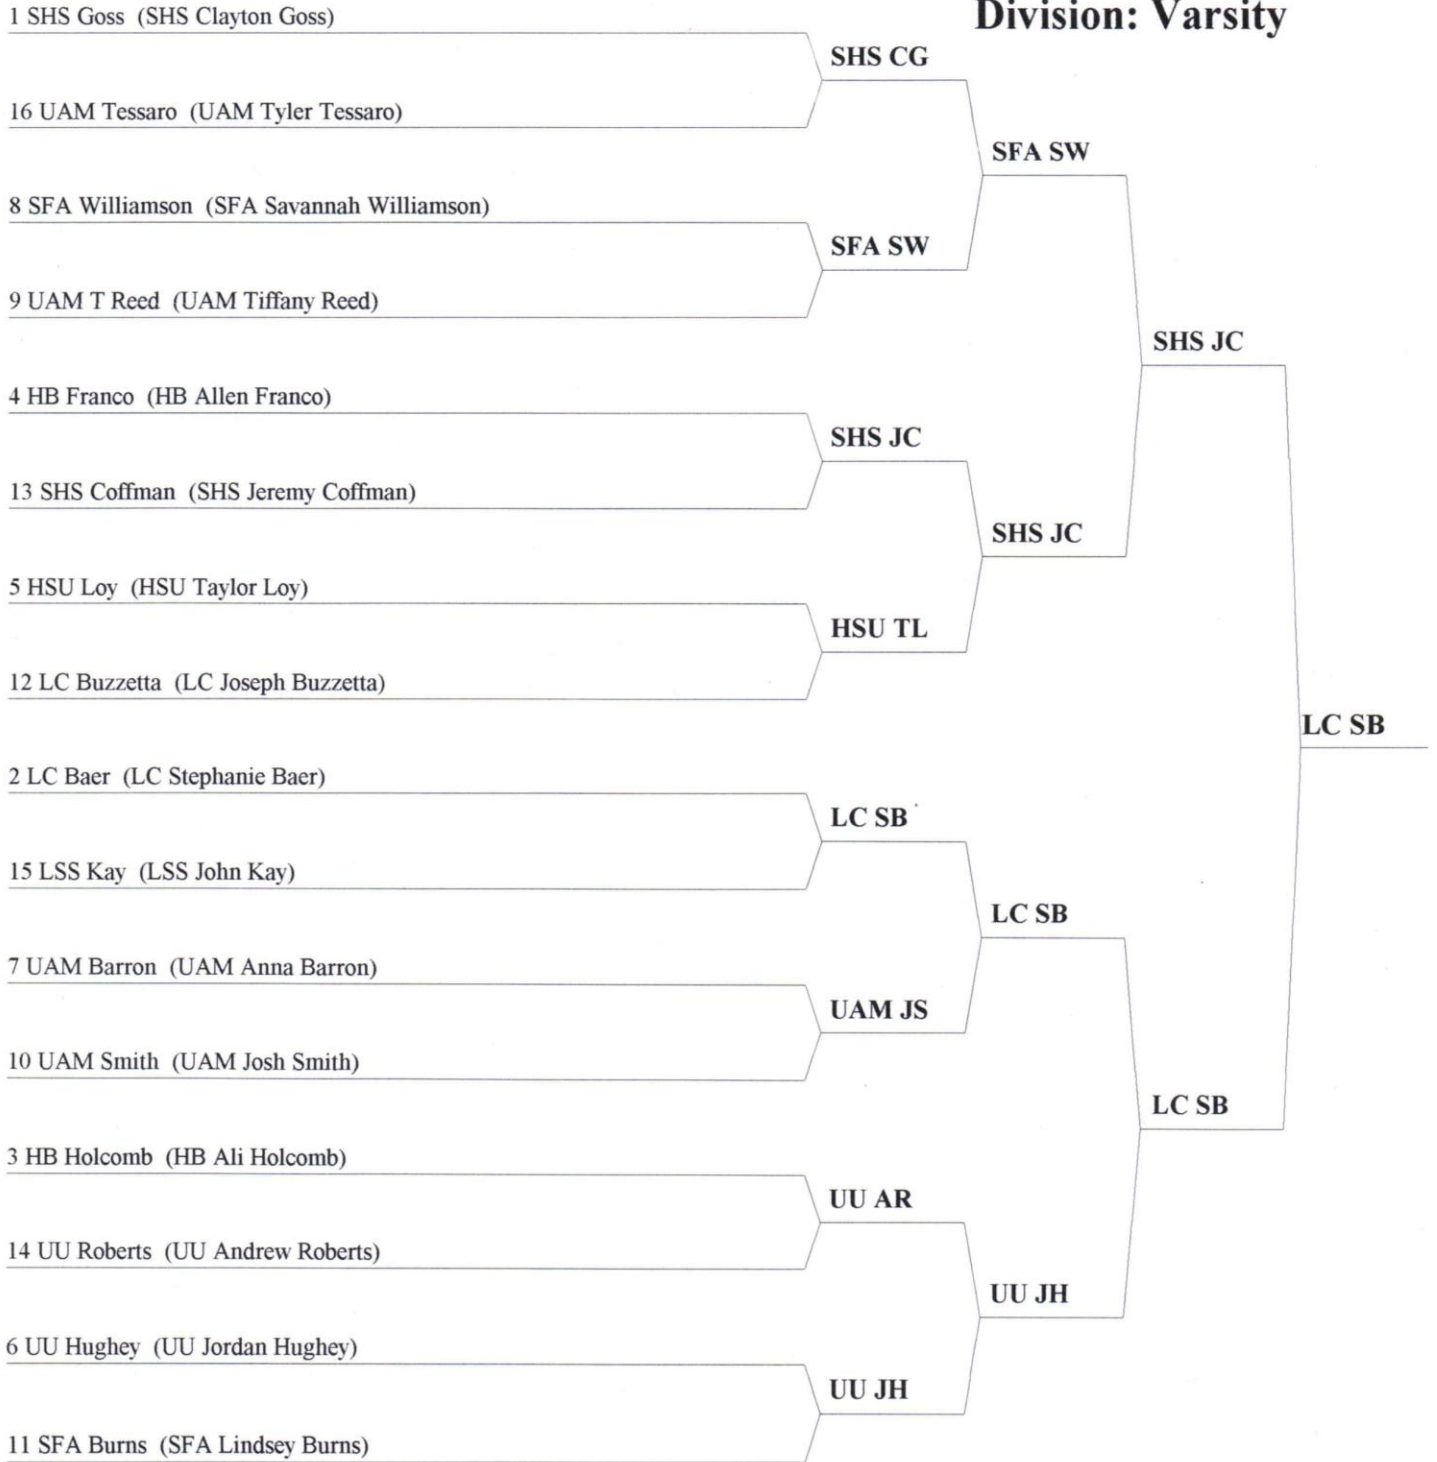 Division: Varsity
1 SHS Goss (SHS Clayton Goss)
SHS CG
16 UAM Tessaro (UAM Tyler Tessaro)
SFA SW
8 SFA Williamson (SFA Savannah Williamson)
SFA SW
9 UAM T Reed (UAM Tiffany Reed)
SHS JC
4 HB Franco (HB Allen Franco)
SHS JC
13 SHS Coffman (SHS Jeremy Coffman)
SHS JC
5 HSU Loy (HSU Taylor Loy)
HSU TL
12 LC Buzzetta (LC Joseph Buzzetta)
LC SB
2 LC Baer (LC Stephanie Baer)
LC SB
15 LSS Kay (LSS John Kay)
LC SB
7 UAM Barron (UAM Anna Barron)
UAM JS
10 UAM Smith (UAM Josh Smith)
LC SB
3 HB Holcomb (HB Ali Holcomb)
UU AR
14 UU Roberts (UU Andrew Roberts)
UU JH
6 UU Hughey (UU Jordan Hughey)
UU JH
11 SFA Burns (SFA Lindsey Burns)